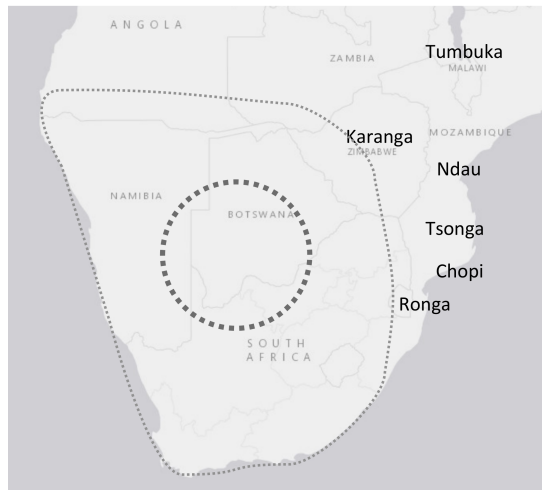 ANGOLA
Tumbuka
ZAMBIA
MALAWI
Karanga
MOZAMBIQUE
ZIMBABWE
Ndau
NAMIBIA
BOTSWANA
Tsonga
Chopi
Ronga
SOUTH
AFRICA